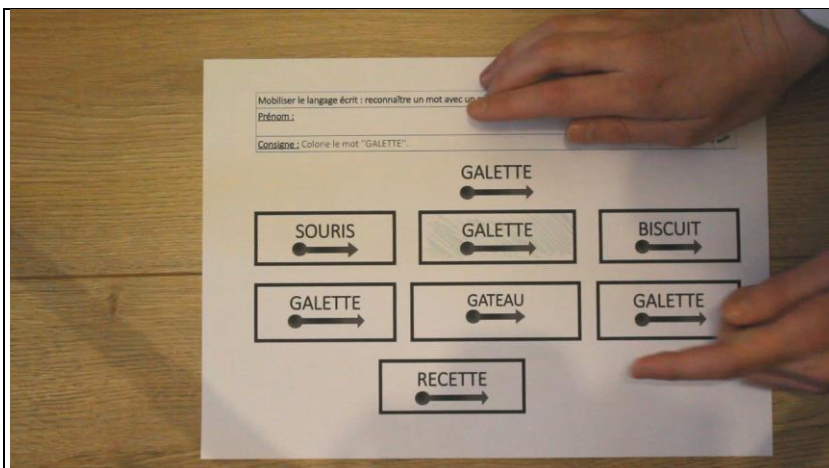 Mobiliser le langage écrit : reconnaître un mot avec un
Prénom :
Consigne : Colorie le mot "GALETTE".
GALETTE
SOURIS GALETTE BISCUIT
GALETTE GATEAU GALETTE
RECETTE